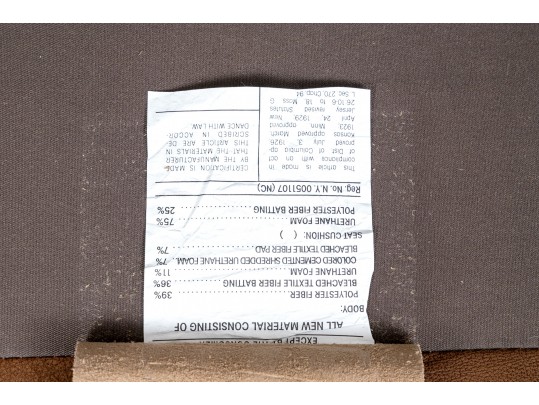 EXCEPT BY THE CONSUMER
ALL NEW MATERIAL CONSISTING OF
BODY:
POLYESTER FIBER 39%
BLEACHED TEXTILE FIBER BATTING 36%
URETHANE FOAM 11%
COLORED CEMENTED SHREDDED URETHANE FOAM 7%
BLEACHED TEXTILE FIBER PAD 7%
SEAT CUSHION: ( )
URETHANE FOAM 75%
POLYESTER FIBER BATTING 25%
Reg. No. N.Y. 0051107 (NC)
This article is made in
compliance with an act
of Dist of Columbia ap-
proved July 3, 1926
Kansas approved March
1923, Minn. approved
April 24, 1929 New
Jersey revised Statutes
26:10.6 to 18 Mass G
L Sec 270, Chap. 94
CERTIFICATION IS MADE
BY THE MANUFACTURER
THAT THE MATERIALS IN
THIS ARTICLE ARE DE-
SCRIBED IN ACCOR-
DANCE WITH LAW.